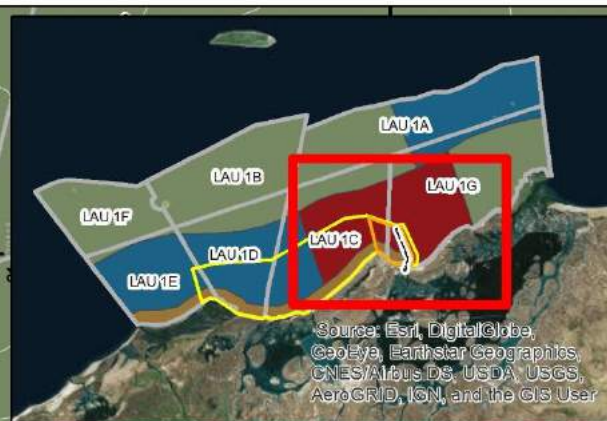 LAU 1A
LAU 1B
LAU 1G
LAU 1F
LAU 1C
LAU 1D
LAU 1E
Source: Esri, DigitalGlobe,
GeoEye, Earthstar Geographics,
CNES/Airbus DS, USDA, USGS,
AeroGRID, IGN, and the GIS User